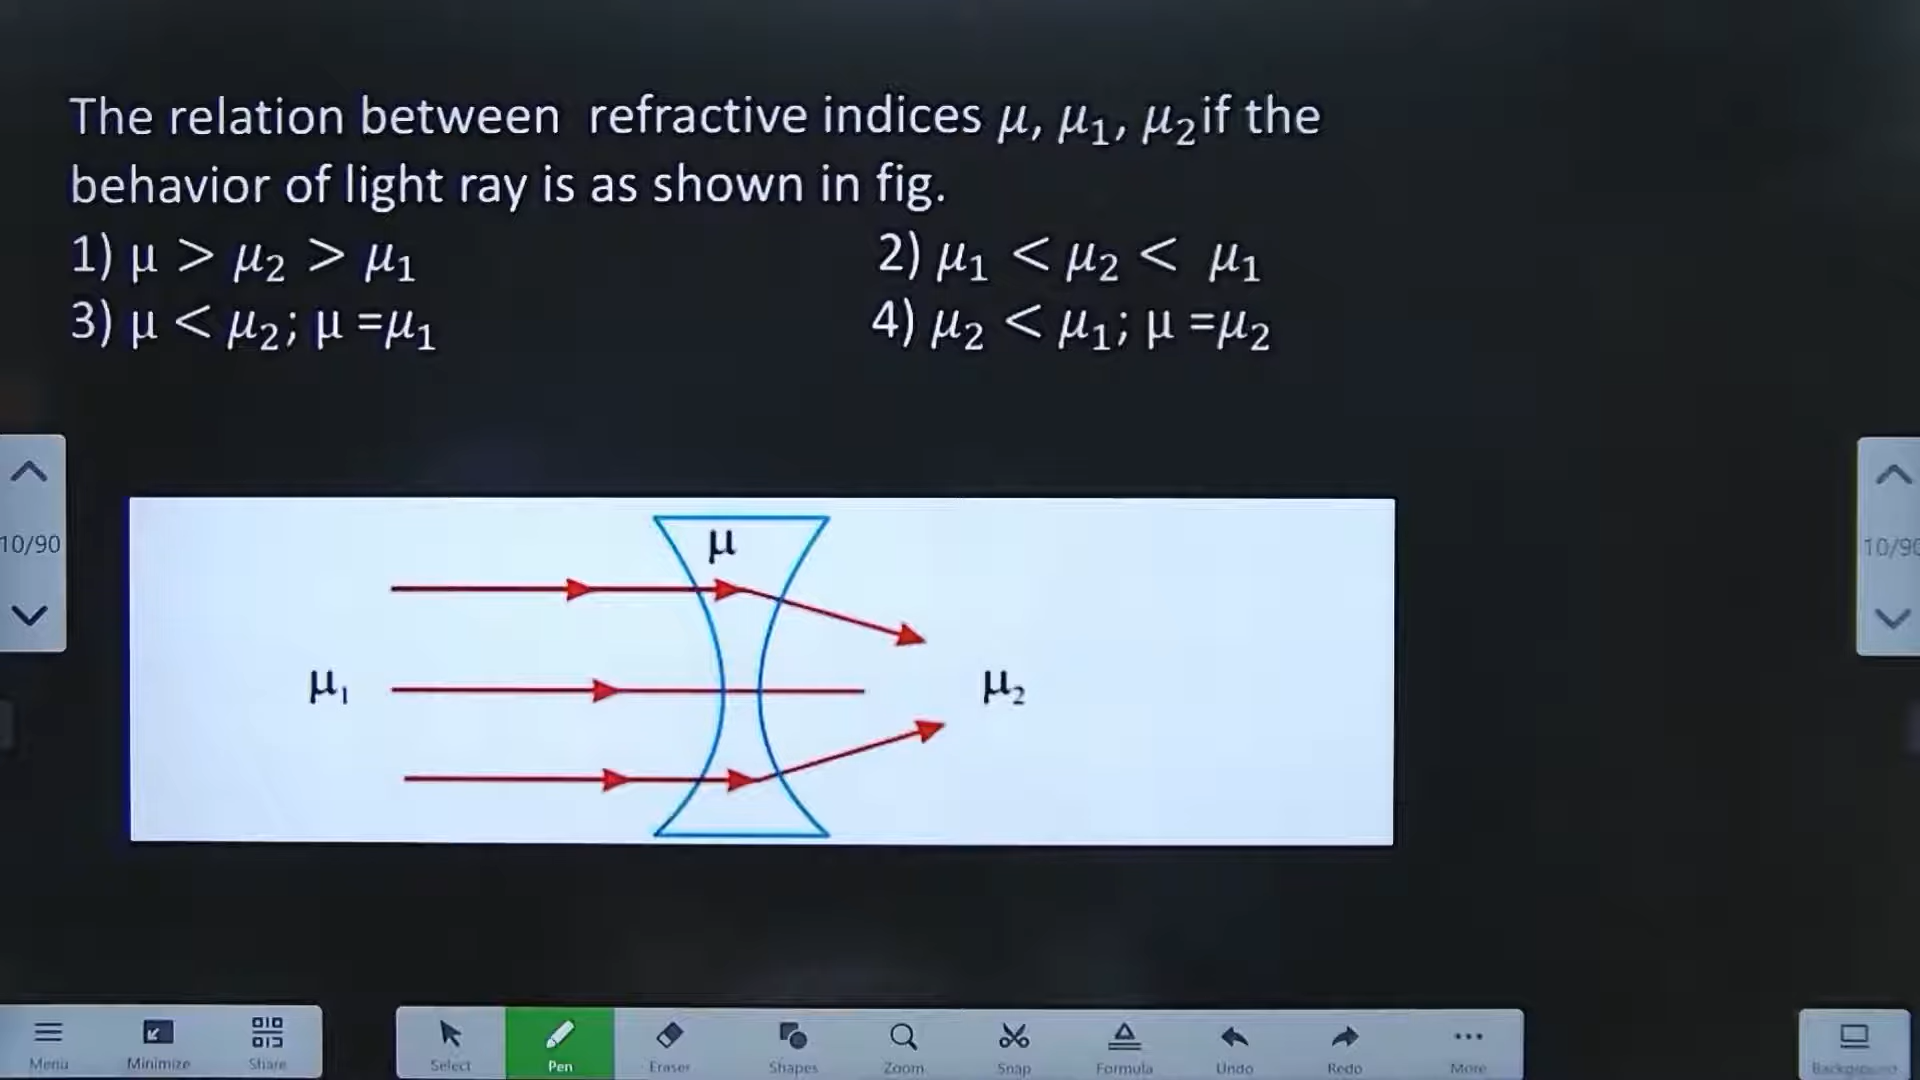 The relation between refractive indices μ, μ₁, μ₂ if the
behavior of light ray is as shown in fig.
1) μ > μ₂ > μ₁
2) μ₁ < μ₂ < μ₁
3) μ < μ₂; μ =μ₁
4) μ₂ < μ₁; μ =μ₂
10/90
10/90
μ
μ₁
μ₂
Menu
Minimize
Share
Select
Pen
Eraser
Shapes
Zoom
Snap
Formula
Undo
Redo
More
Background